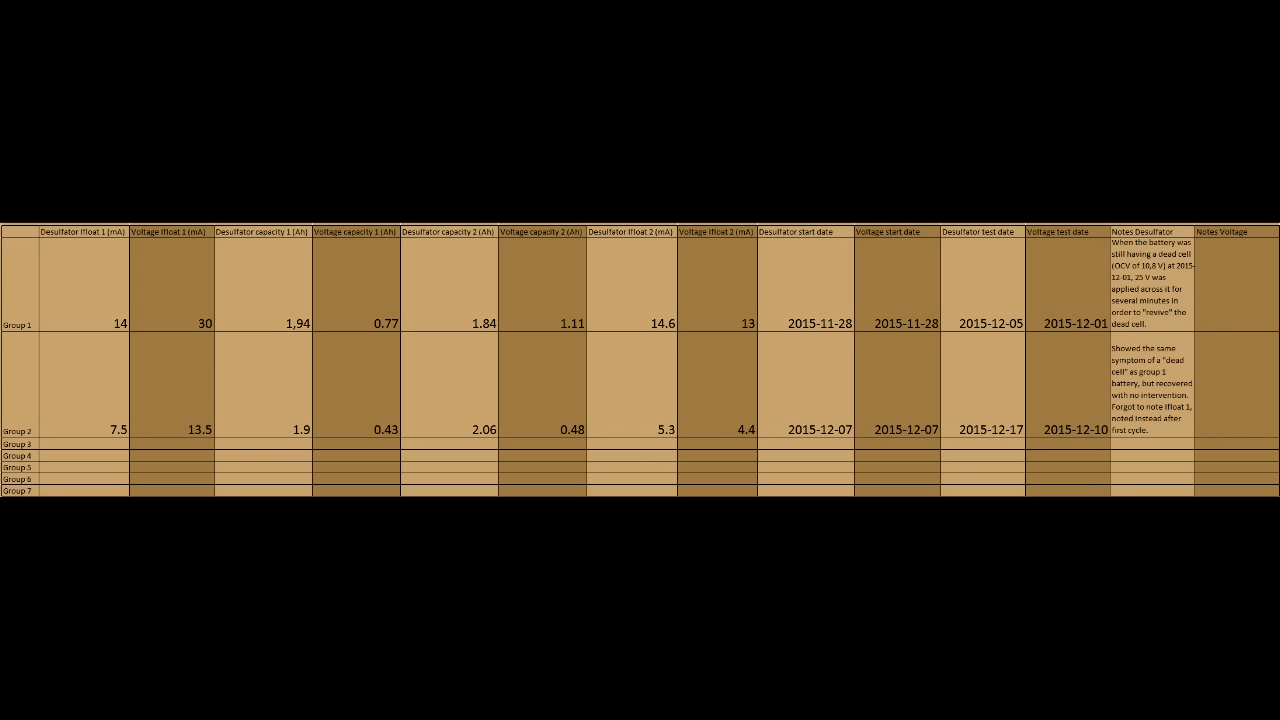 Desulfator Ifloat 1 (mA) Voltage Ifloat 1 (mA) Desulfator capacity 1 (Ah) Voltage capacity 1 (Ah) Desulfator capacity 2 (Ah) Voltage capacity 2 (Ah) Desulfator Ifloat 2 (mA) Voltage Ifloat 2 (mA) Desulfator start date Voltage start date Desulfator test date Voltage test date Notes Desulfator Notes Voltage
When the battery was
still having a dead cell
(OCV of 10,8 V) at 2015-
12-01, 25 V was
applied across it for
several minutes in
order to "revive" the
Group 1 14 30 1,94 0.77 1.84 1.11 14.6 13 2015-11-28 2015-11-28 2015-12-05 2015-12-01 dead cell.
Showed the same
symptom of a "dead
cell" as group 1
battery, but recovered
with no intervention.
Forgot to note Ifloat 1,
noted instead after
Group 2 7.5 13.5 1.9 0.43 2.06 0.48 5.3 4.4 2015-12-07 2015-12-07 2015-12-17 2015-12-10 first cycle.
Group 3
Group 4
Group 5
Group 6
Group 7